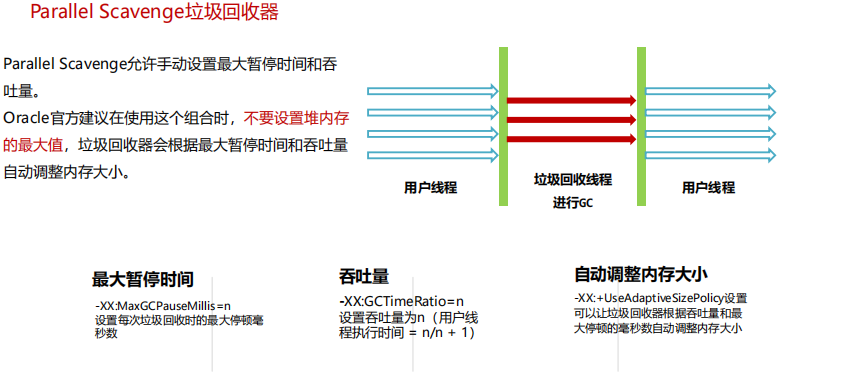 Parallel Scavenge垃圾回收器
Parallel Scavenge允许手动设置最大暂停时间和吞
吐量。
Oracle官方建议在使用这个组合时，不要设置堆内存
的最大值，垃圾回收器会根据最大暂停时间和吞吐量
自动调整内存大小。
用户线程
垃圾回收线程
进行GC
用户线程
最大暂停时间
-XX:MaxGCPauseMillis=n
设置每次垃圾回收时的最大停顿毫
秒数
吞吐量
-XX:GCTimeRatio=n
设置吞吐量为n（用户线
程执行时间 = n/n + 1）
自动调整内存大小
-XX:+UseAdaptiveSizePolicy设置
可以让垃圾回收器根据吞吐量和最
大停顿的毫秒数自动调整内存大小